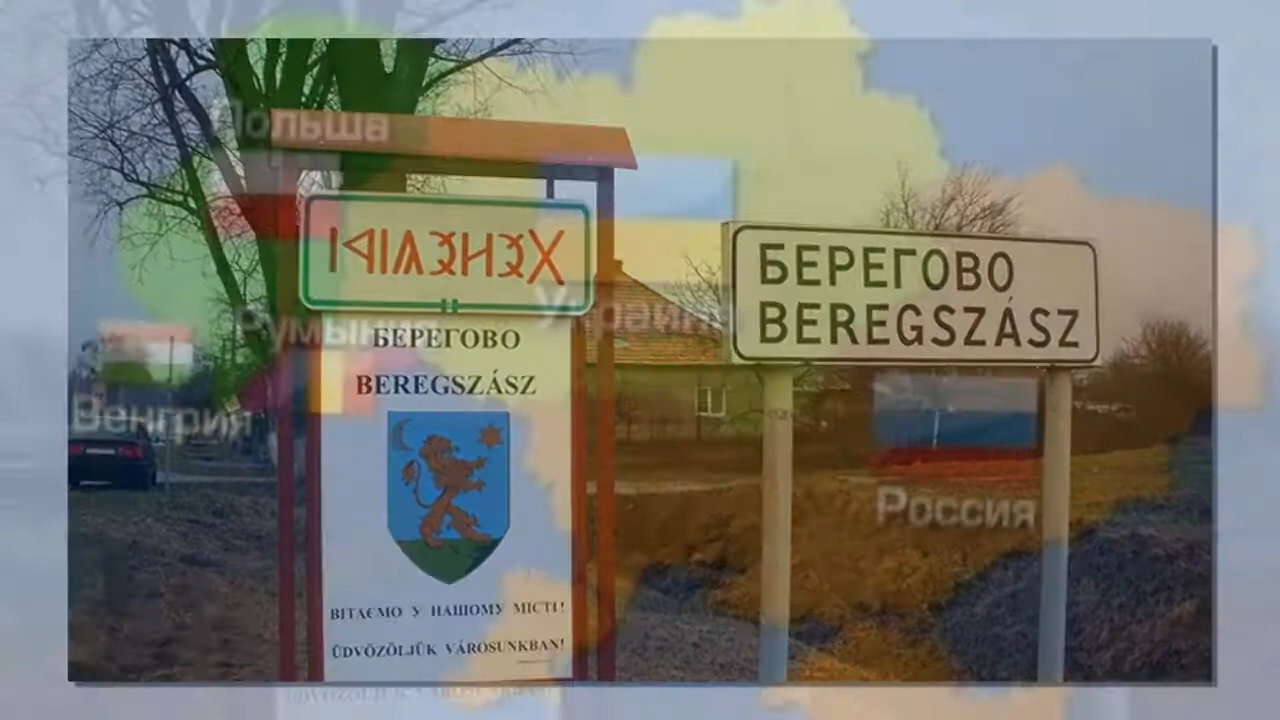 Польша
БЕРЕГОВО
BEREGSZÁSZ
БЕРЕГОВО
BEREGSZÁSZ
Румыния
Украина
Венгрия
Россия
ВІТАЄМО У НАШОМУ МІСТІ!
ÜDVÖZÖLJÜK VÁROSUNKBAN!